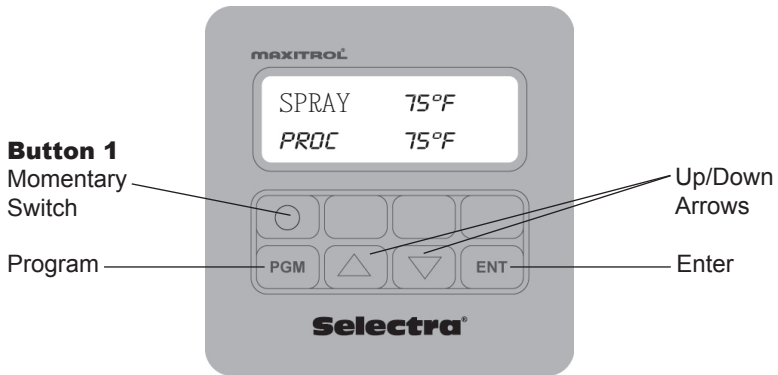 MAXITROL
SPRAY 75°F
PROC 75°F
Button 1
Momentary
Switch
Up/Down
Arrows
Program
PGM
ENT
Enter
Selectra®